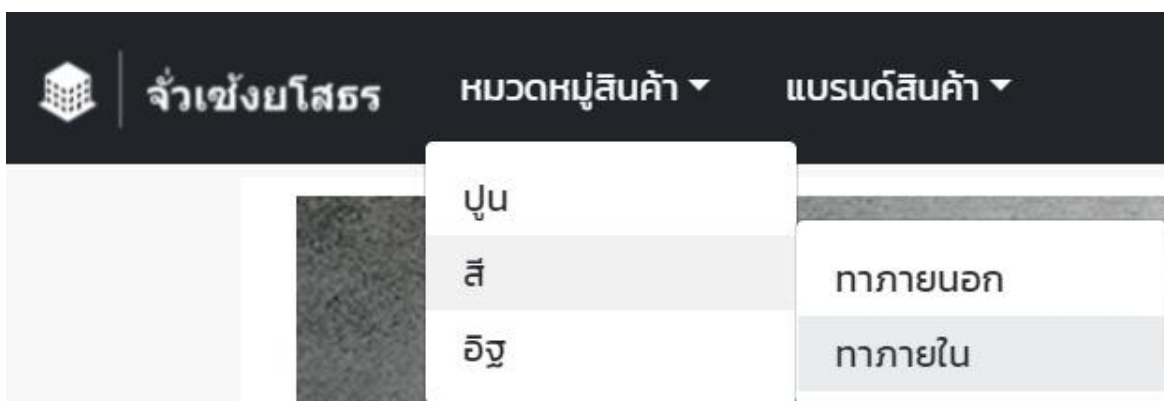 จั่วเซ้งยโสธร หมวดหมู่สินค้า แบรนด์สินค้า
ปูน
สี
ทาภายนอก
อิฐ
ทาภายใน